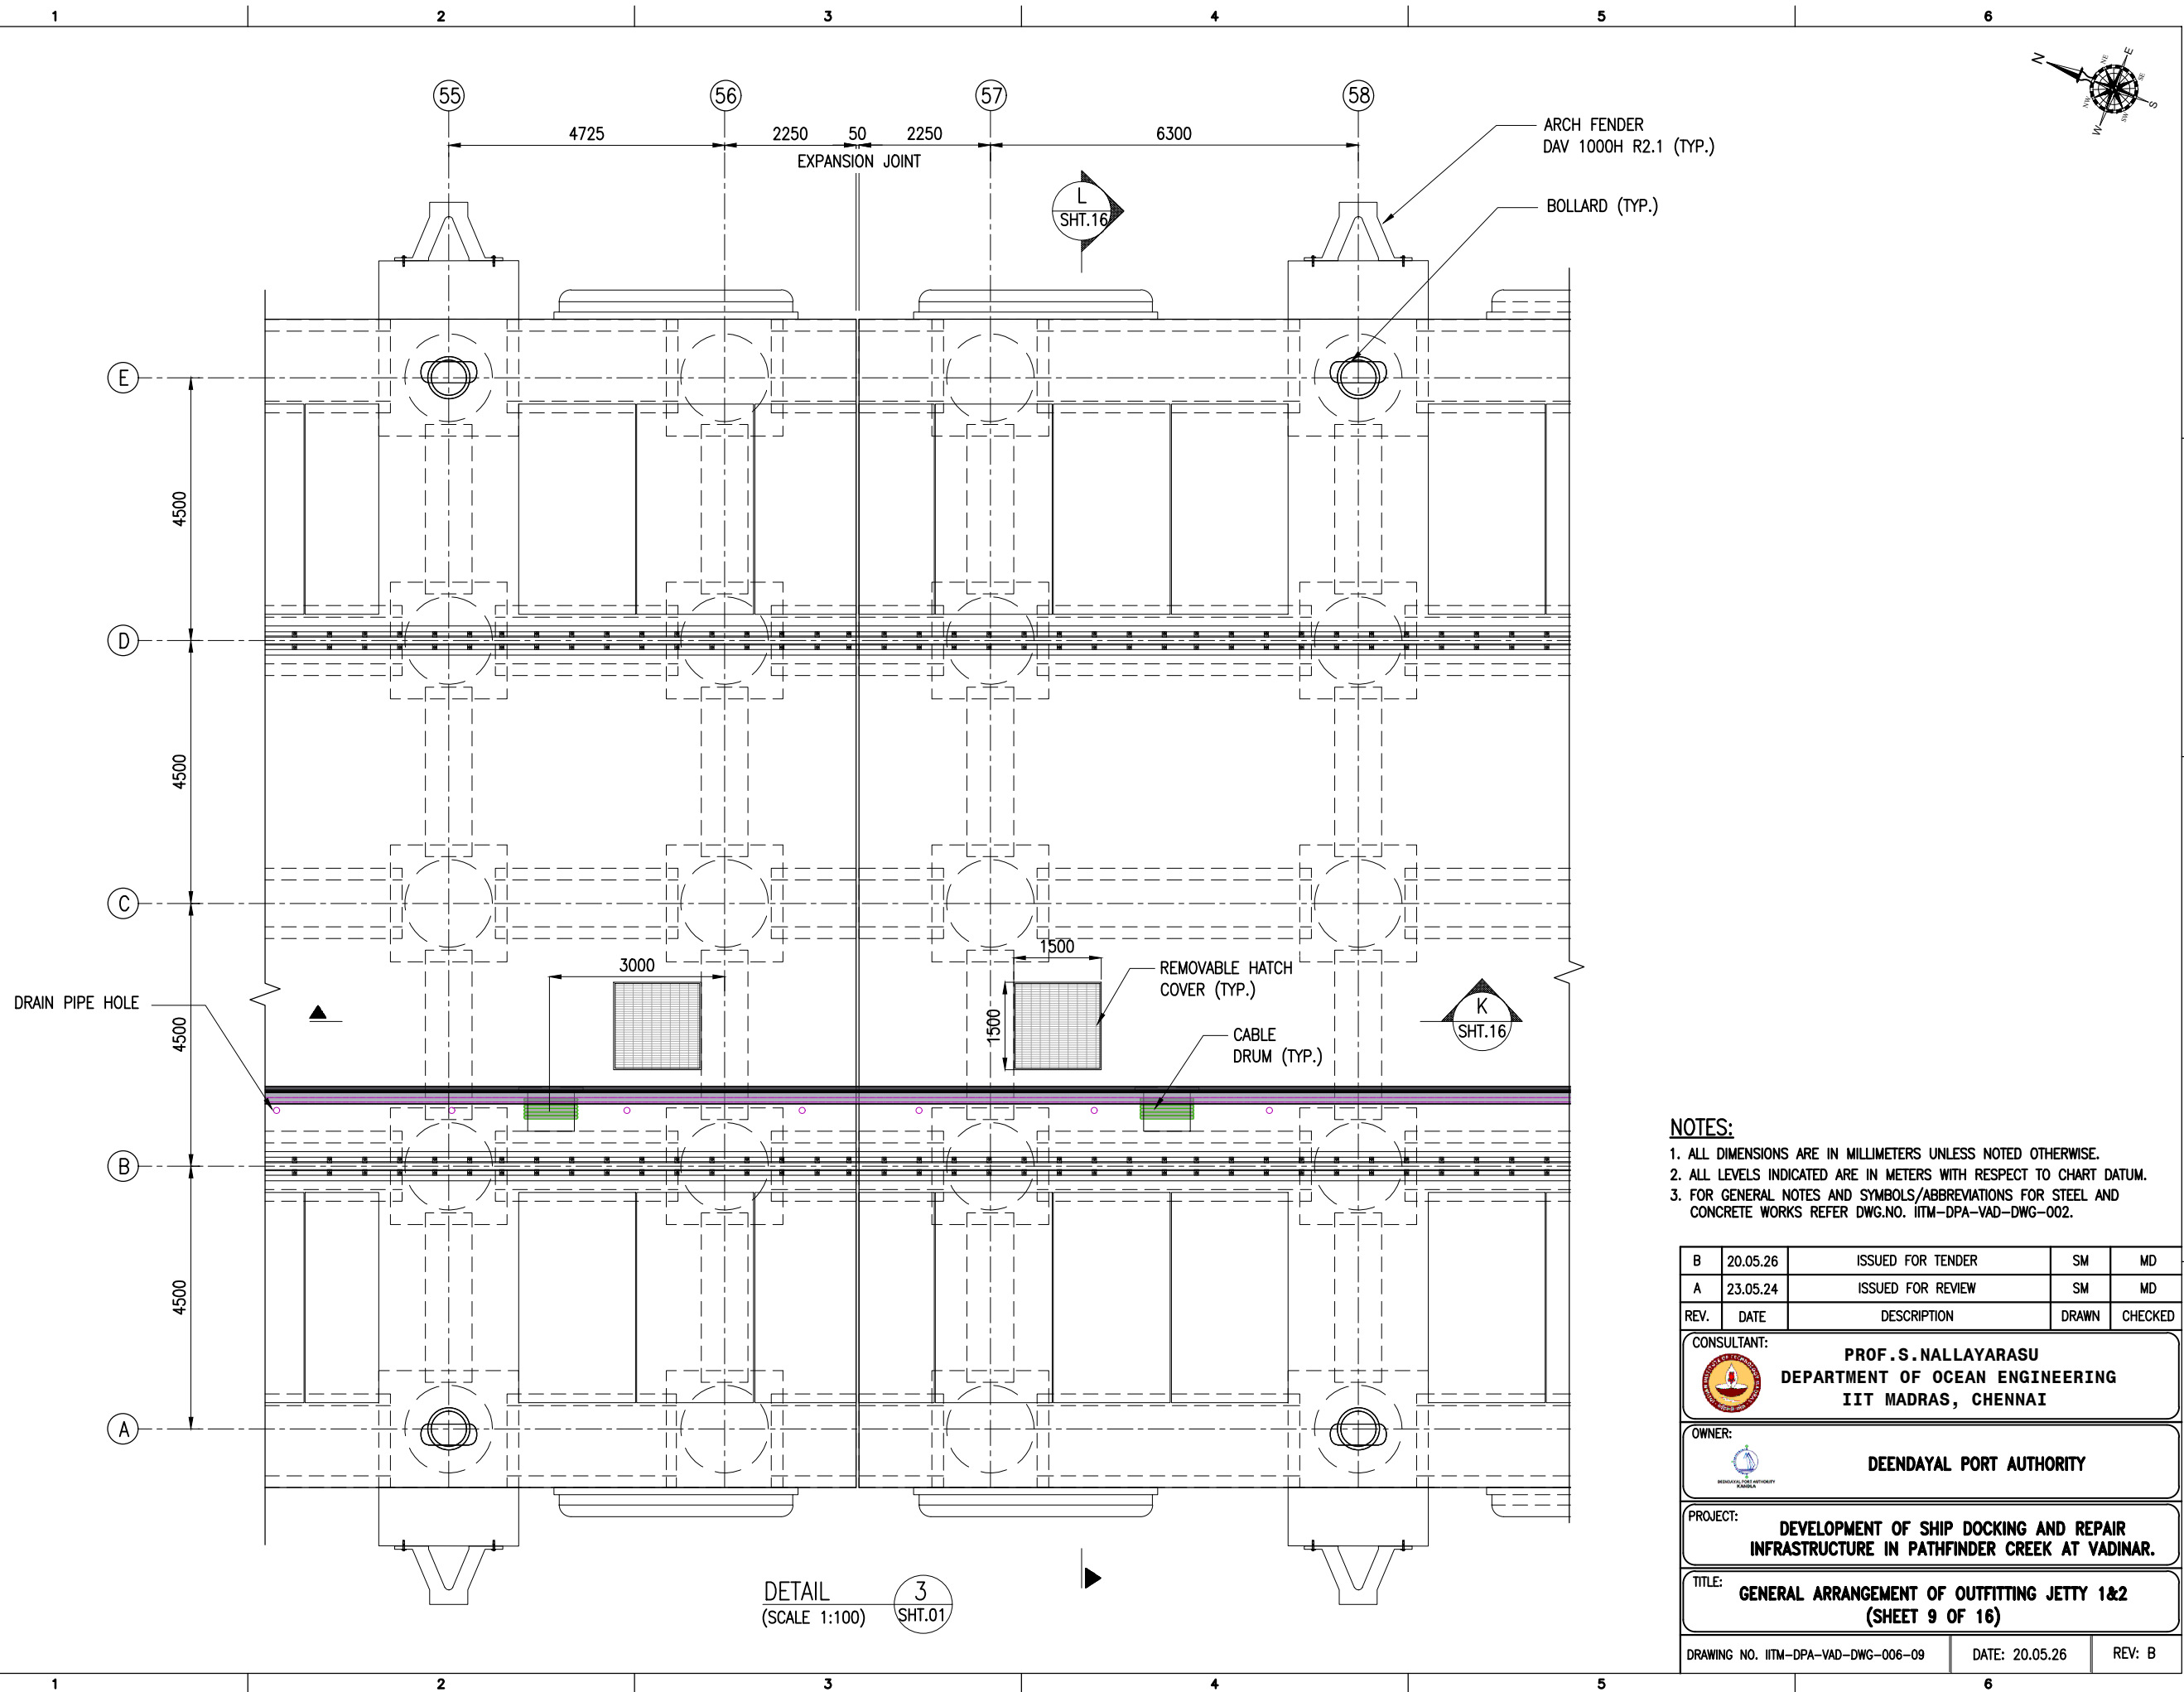 1 2 3 4 5 6
N
NE
E
SE
S
SW
W
NW
55 56 57 58
4725 2250 50 2250 6300
EXPANSION JOINT
ARCH FENDER
DAV 1000H R2.1 (TYP.)
BOLLARD (TYP.)
L
SHT.16
E
4500
D
4500
C
1500
3000
REMOVABLE HATCH
COVER (TYP.)
DRAIN PIPE HOLE
4500
1500
K
SHT.16
CABLE
DRUM (TYP.)
B
4500
A
DETAIL 3
(SCALE 1:100) SHT.01
NOTES:
1. ALL DIMENSIONS ARE IN MILLIMETERS UNLESS NOTED OTHERWISE.
2. ALL LEVELS INDICATED ARE IN METERS WITH RESPECT TO CHART DATUM.
3. FOR GENERAL NOTES AND SYMBOLS/ABBREVIATIONS FOR STEEL AND
CONCRETE WORKS REFER DWG.NO. IITM-DPA-VAD-DWG-002.
B 20.05.26 ISSUED FOR TENDER SM MD
A 23.05.24 ISSUED FOR REVIEW SM MD
REV. DATE DESCRIPTION DRAWN CHECKED
CONSULTANT:
PROF.S.NALLAYARASU
DEPARTMENT OF OCEAN ENGINEERING
IIT MADRAS, CHENNAI
OWNER:
DEENDAYAL PORT AUTHORITY
KANDLA
DEENDAYAL PORT AUTHORITY
PROJECT:
DEVELOPMENT OF SHIP DOCKING AND REPAIR
INFRASTRUCTURE IN PATHFINDER CREEK AT VADINAR.
TITLE:
GENERAL ARRANGEMENT OF OUTFITTING JETTY 1&2
(SHEET 9 OF 16)
DRAWING NO. IITM-DPA-VAD-DWG-006-09 DATE: 20.05.26 REV: B
1 2 3 4 5 6